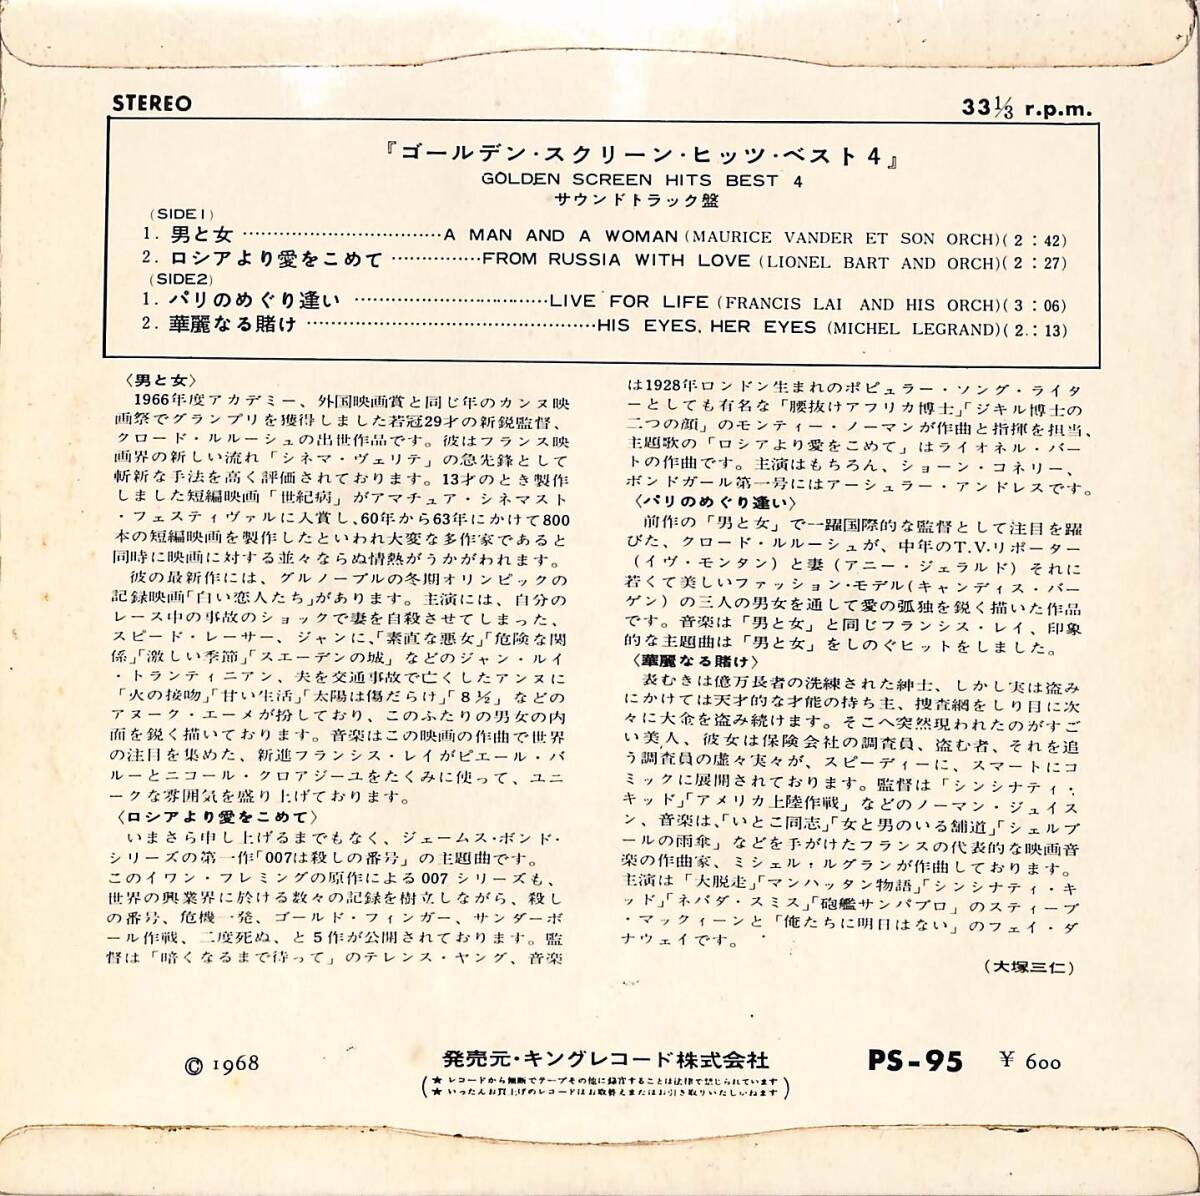 STEREO
33⅓ r.p.m.
『ゴールデン・スクリーン・ヒッツ・ベスト4』
GOLDEN SCREEN HITS BEST 4
サウンドトラック盤
(SIDE1)
1. 男と女 ································A MAN AND A WOMAN (MAURICE VANDER ET SON ORCH)(2:42)
2. ロシアより愛をこめて ··············FROM RUSSIA WITH LOVE (LIONEL BART AND ORCH)(2:27)
(SIDE2)
1. パリのめぐり逢い ······························LIVE FOR LIFE (FRANCIS LAI AND HIS ORCH)(3:06)
2. 華麗なる賭け ·············································HIS EYES, HER EYES (MICHEL LEGRAND)(2:13)
〈男と女〉
1966年度アカデミー、外国映画賞と同じ年のカンヌ映
画祭でグランプリを獲得しました若冠29才の新鋭監督、
クロード・ルルーシュの出世作品です。彼はフランス映
画界の新しい流れ「シネマ・ヴェリテ」の急先鋒として
斬新な手法を高く評価されております。13才のとき製作
しました短編映画「世紀病」がアマチュア・シネマスト
・フェスティヴァルに入賞し、60年から63年にかけて800
本の短編映画を製作したといわれ大変な多作家であると
同時に映画に対する並々ならぬ情熱がうかがわれます。
彼の最新作には、グルノーブルの冬期オリンピックの
記録映画「白い恋人たち」があります。主演には、自分の
レース中の事故のショックで妻を自殺させてしまった、
スピード・レーサー、ジャンに、「素直な悪女」「危険な関
係」「激しい季節」「スエーデンの城」などのジャン・ルイ
・トランティニアン、夫を交通事故で亡くしたアンヌに
「火の接吻」「甘い生活」「太陽は傷だらけ」「8½」などの
アヌーク・エーメが扮しており、このふたりの男女の内
面を鋭く描いております。音楽はこの映画の作曲で世界
の注目を集めた、新進フランシス・レイがピエール・バ
ルーとニコール・クロアジーユをたくみに使って、ユニ
ークな雰囲気を盛り上げております。
〈ロシアより愛をこめて〉
いまさら申し上げるまでもなく、ジェームス・ボンド・
シリーズの第一作「007は殺しの番号」の主題曲です。
このイワン・フレミングの原作による007シリーズも、
世界の興業界に於ける数々の記録を樹立しながら、殺し
の番号、危機一発、ゴールド・フィンガー、サンダーボ
ール作戦、二度死ぬ、と5作が公開されております。監
督は「暗くなるまで待って」のテレンス・ヤング、音楽
は1928年ロンドン生まれのポピュラー・ソング・ライタ
ーとしても有名な「腰抜けアフリカ博士」「ジキル博士の
二つの顔」のモンティー・ノーマンが作曲と指揮を担当、
主題歌の「ロシアより愛をこめて」はライオネル・バー
トの作曲です。主演はもちろん、ショーン・コネリー、
ボンドガール第一号にはアーシュラー・アンドレスです。
〈パリのめぐり逢い〉
前作の「男と女」で一躍国際的な監督として注目を躍
びた、クロード・ルルーシュが、中年のT.V.リポーター
(イヴ・モンタン)と妻(アニー・ジェラルド)それに
若くて美しいファッション・モデル(キャンディス・バー
ゲン)の三人の男女を通して愛の孤独を鋭く描いた作品
です。音楽は「男と女」と同じフランシス・レイ、印象
的な主題曲は「男と女」をしのぐヒットをしました。
〈華麗なる賭け〉
表むきは億万長者の洗練された紳士、しかし実は盗み
にかけては天才的な才能の持ち主、捜査網をしり目に次
々に大金を盗み続けます。そこへ突然現われたのがすご
い美人、彼女は保険会社の調査員、盗む者、それを追
う調査員の虚々実々が、スピーディーに、スマートにコ
ミックに展開されております。監督は「シンシナティ・
キッド」「アメリカ上陸作戦」などのノーマン・ジュイス
ン、音楽は、「いとこ同志」「女と男のいる舗道」「シェルブ
ールの雨傘」などを手がけたフランスの代表的な映画音
楽の作曲家、ミシェル・ルグランが作曲しております。
主演は「大脱走」「マンハッタン物語」「シンシナティ・キ
ッド」「ネバダ・スミス」「砲艦サンパブロ」のスティーブ
・マックィーンと「俺たちに明日はない」のフェイ・ダ
ナウェイです。
(大塚三仁)
© 1968
発売元・キングレコード株式会社
PS-95
¥ 600
★ レコードから無断でテープその他に録音することは法律で禁じられています
★ いったんお買上げのレコードはお取替えまたはお引き取りいたしいねます